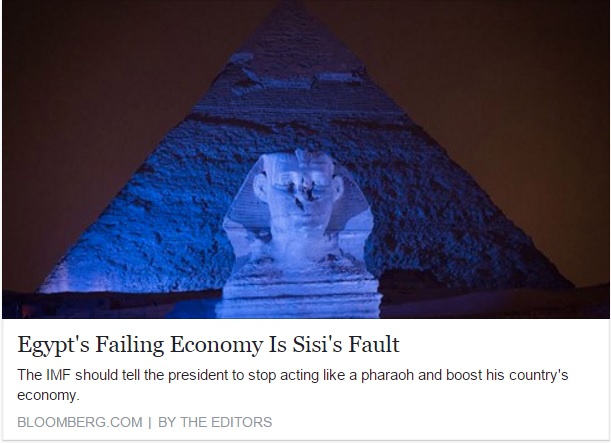 Egypt's Failing Economy Is Sisi's Fault
The IMF should tell the president to stop acting like a pharaoh and boost his country's
economy.
BLOOMBERG.COM | BY THE EDITORS